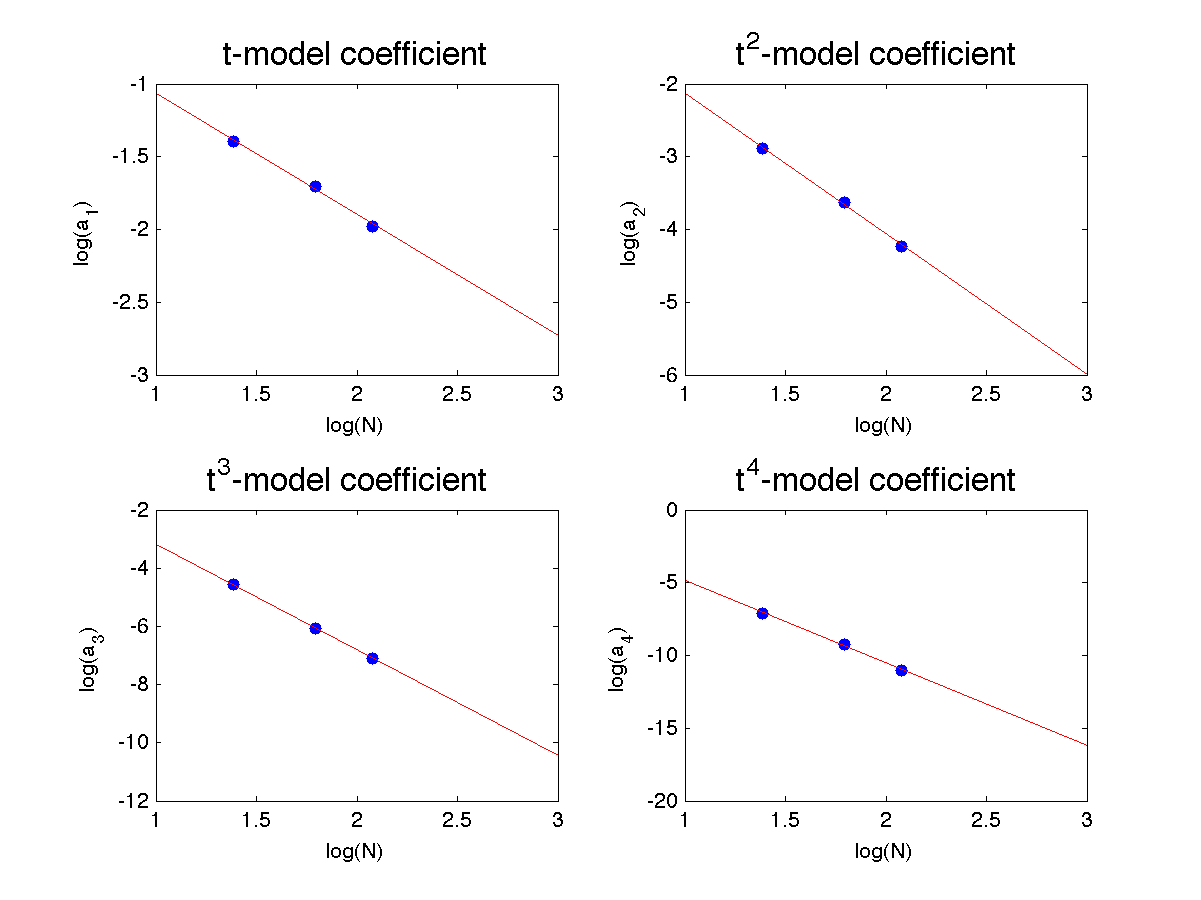 t-model coefficient
-1
-1.5
-2
-2.5
-3
log(a₁)
1 1.5 2 2.5 3
log(N)
t²-model coefficient
-2
-3
-4
-5
-6
log(a₂)
1 1.5 2 2.5 3
log(N)
t³-model coefficient
-2
-4
-6
-8
-10
-12
log(a₃)
1 1.5 2 2.5 3
log(N)
t⁴-model coefficient
0
-5
-10
-15
-20
log(a₄)
1 1.5 2 2.5 3
log(N)